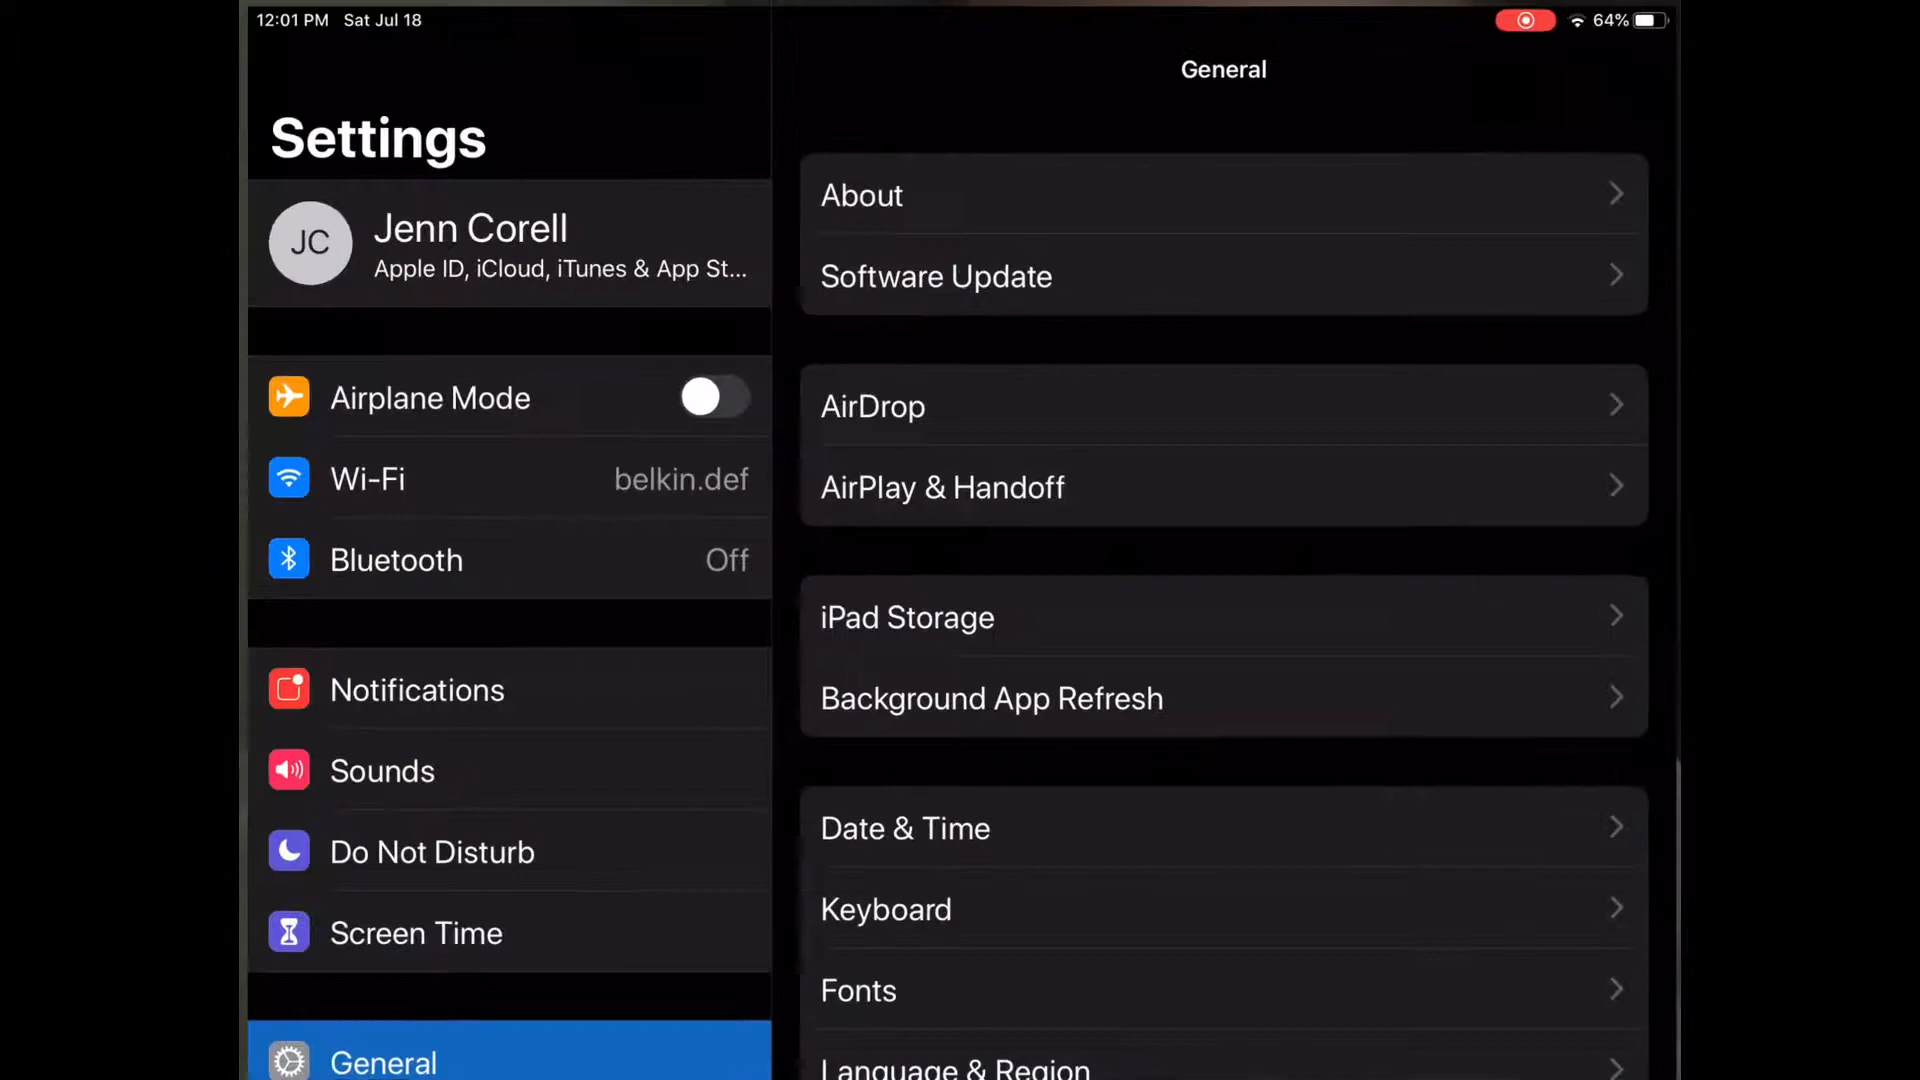 12:01 PM Sat Jul 18
64%
Settings
JC
Jenn Corell
Apple ID, iCloud, iTunes & App St...
Airplane Mode
Wi-Fi belkin.def
Bluetooth Off
Notifications
Sounds
Do Not Disturb
Screen Time
General
General
About
Software Update
AirDrop
AirPlay & Handoff
iPad Storage
Background App Refresh
Date & Time
Keyboard
Fonts
Language & Region